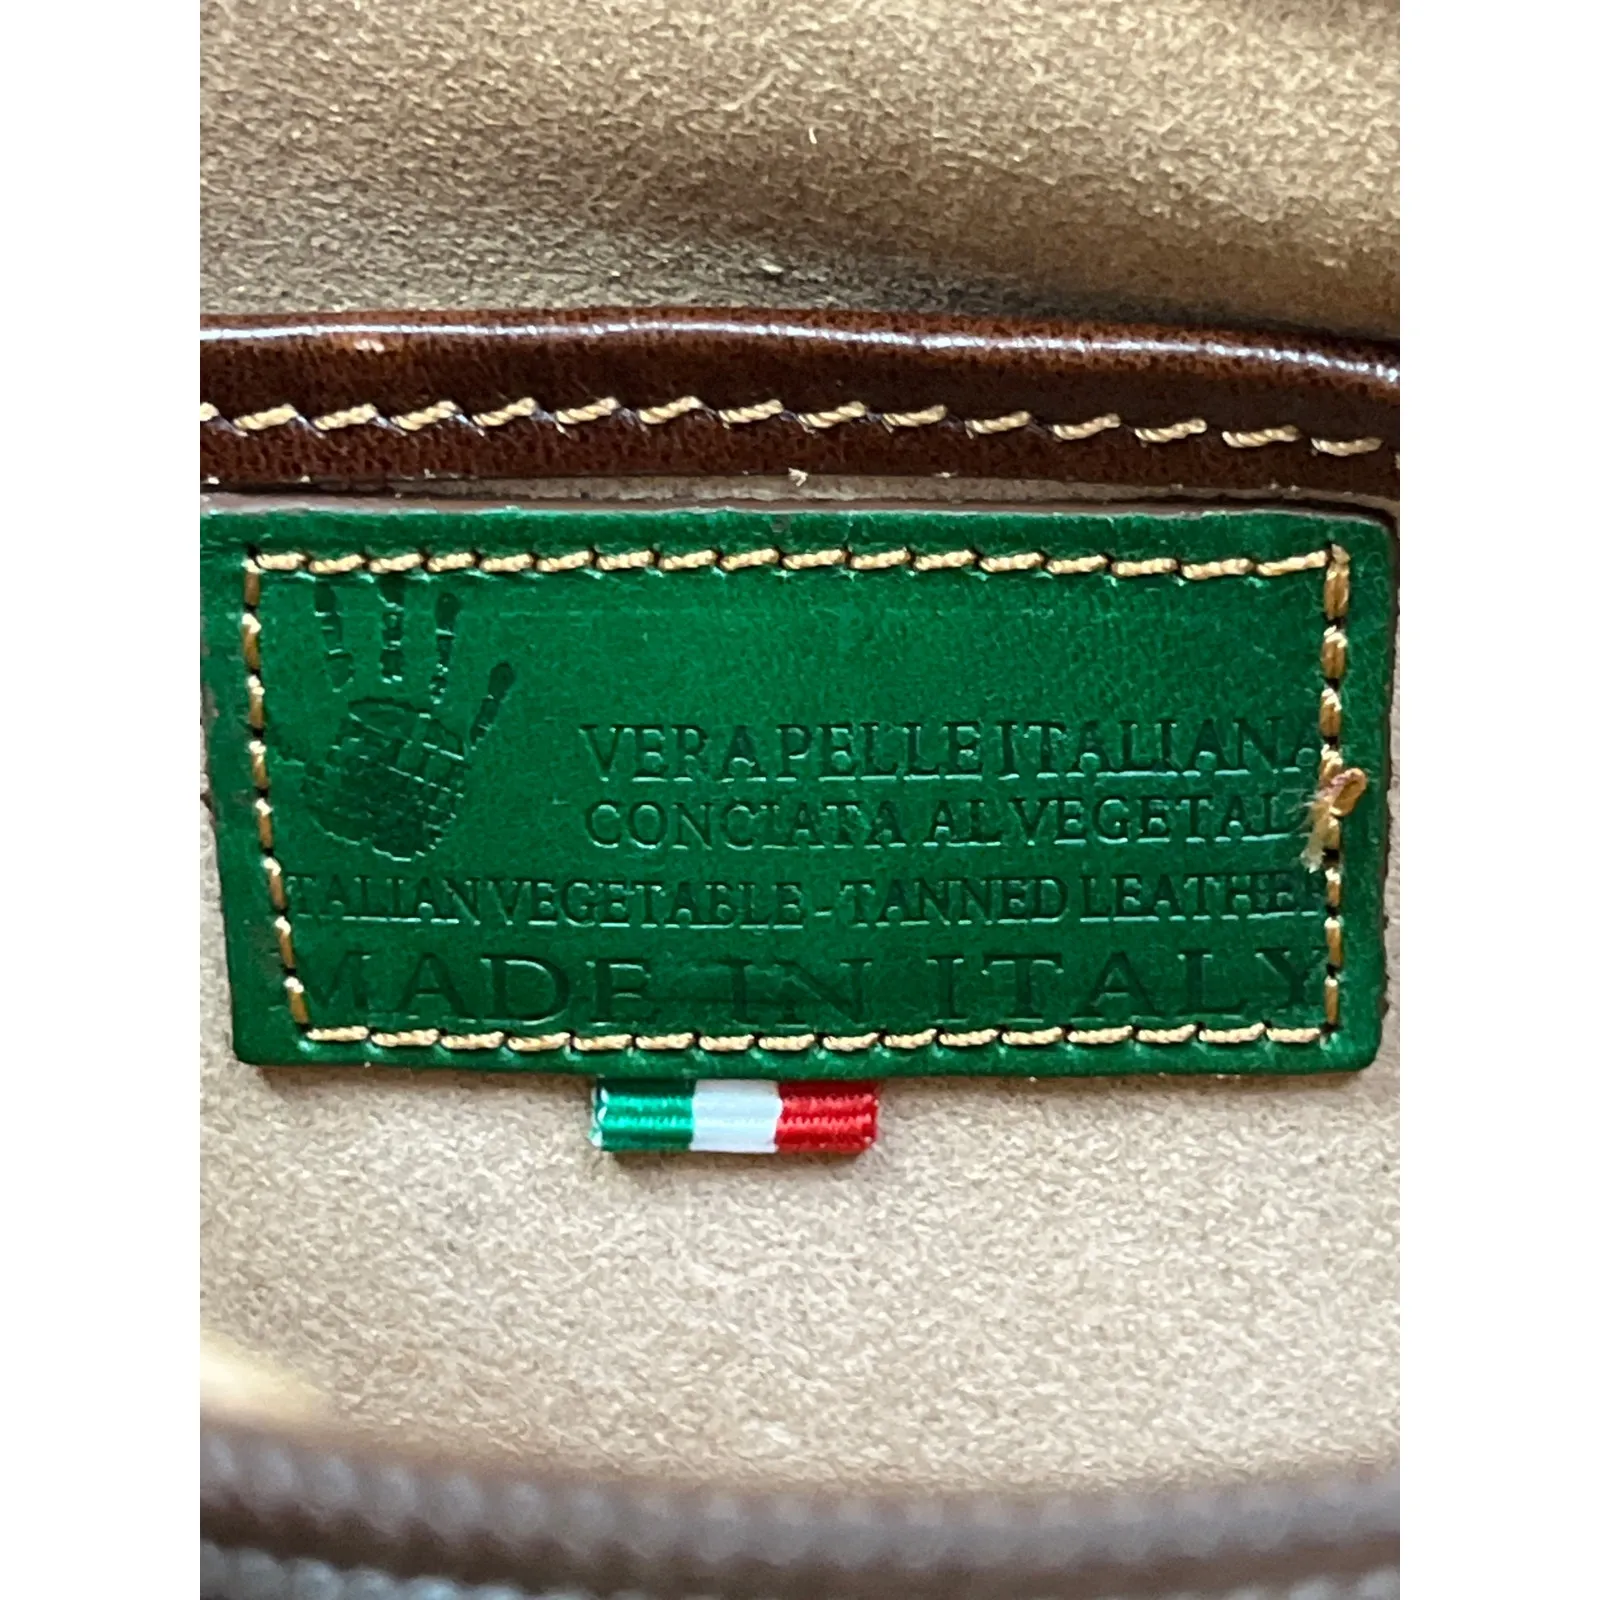 VERA PELLE ITALIANA
CONCIATA AL VEGETALE
ITALIAN VEGETABLE - TANNED LEATHER
MADE IN ITALY